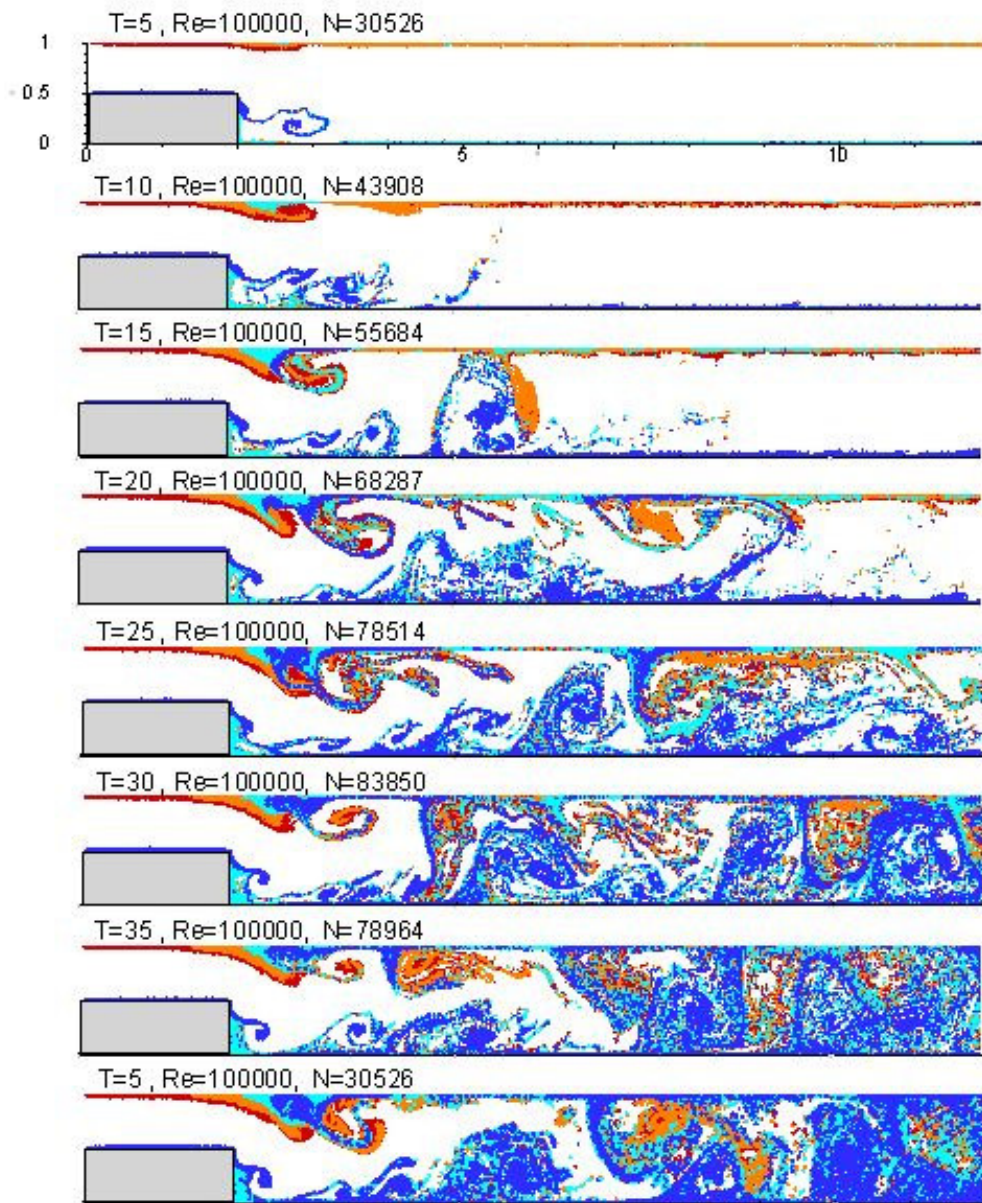 T=5 , Re=100000, N=30526
1
0.5
0
0 5 10
T=10, Re=100000, N=43908
T=15, Re=100000, N=55684
T=20, Re=100000, N=68287
T=25, Re=100000, N=78514
T=30, Re=100000, N=83850
T=35, Re=100000, N=78964
T=5 , Re=100000, N=30526